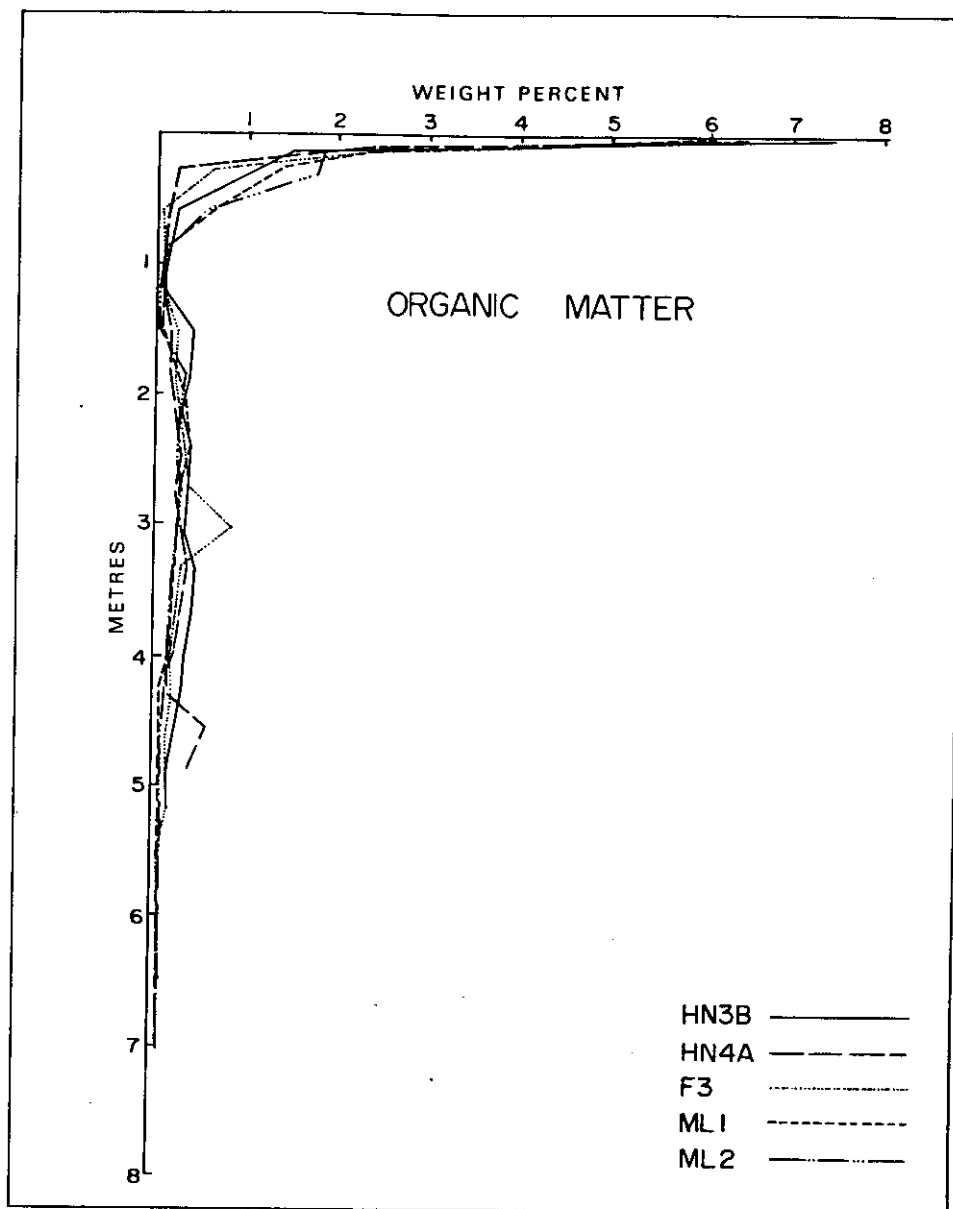 WEIGHT PERCENT
1 2 3 4 5 6 7 8
ORGANIC MATTER
METRES
1
2
3
4
5
6
7
8
HN3B
HN4A
F3
ML1
ML2